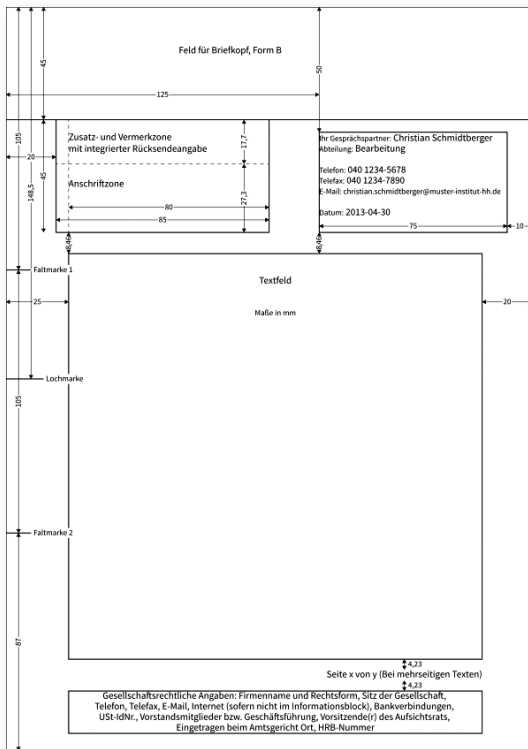 Feld für Briefkopf, Form B
45
50
125
105
148,5
Zusatz- und Vermerkzone
mit integrierter Rücksendeangabe
17,7
Ihr Gesprächspartner: Christian Schmidtberger
Abteilung: Bearbeitung
20
45
Anschriftzone
27,3
Telefon: 040 1234-5678
Telefax: 040 1234-7890
E-Mail: christian.schmidtberger@muster-institut-hh.de
80
85
Datum: 2013-04-30
75
10
8,46
8,46
Faltmarke 1
Textfeld
25
20
Maße in mm
Lochmarke
105
Faltmarke 2
87
4,23
Seite x von y (Bei mehrseitigen Texten)
4,23
Gesellschaftsrechtliche Angaben: Firmenname und Rechtsform, Sitz der Gesellschaft,
Telefon, Telefax, E-Mail, Internet (sofern nicht im Informationsblock), Bankverbindungen,
USt-IdNr., Vorstandsmitglieder bzw. Geschäftsführung, Vorsitzende(r) des Aufsichtsrats,
Eingetragen beim Amtsgericht Ort, HRB-Nummer